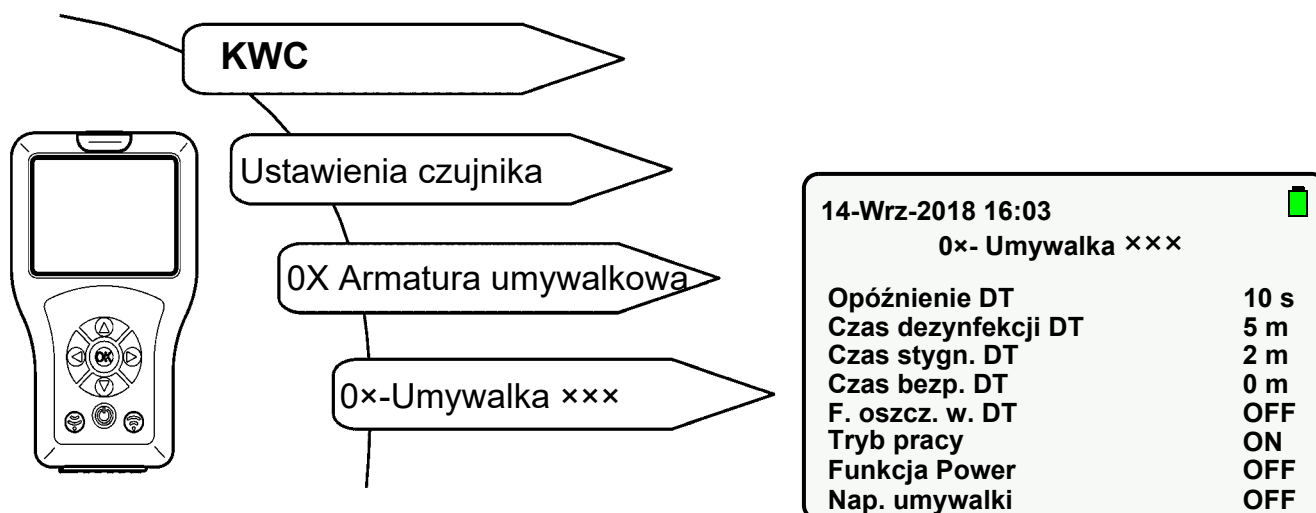 KWC
Ustawienia czujnika
0X Armatura umywalkowa
0×-Umywalka ×××
OK
14-Wrz-2018 16:03
0×- Umywalka ×××
Opóźnienie DT 10 s
Czas dezynfekcji DT 5 m
Czas stygn. DT 2 m
Czas bezp. DT 0 m
F. oszcz. w. DT OFF
Tryb pracy ON
Funkcja Power OFF
Nap. umywalki OFF